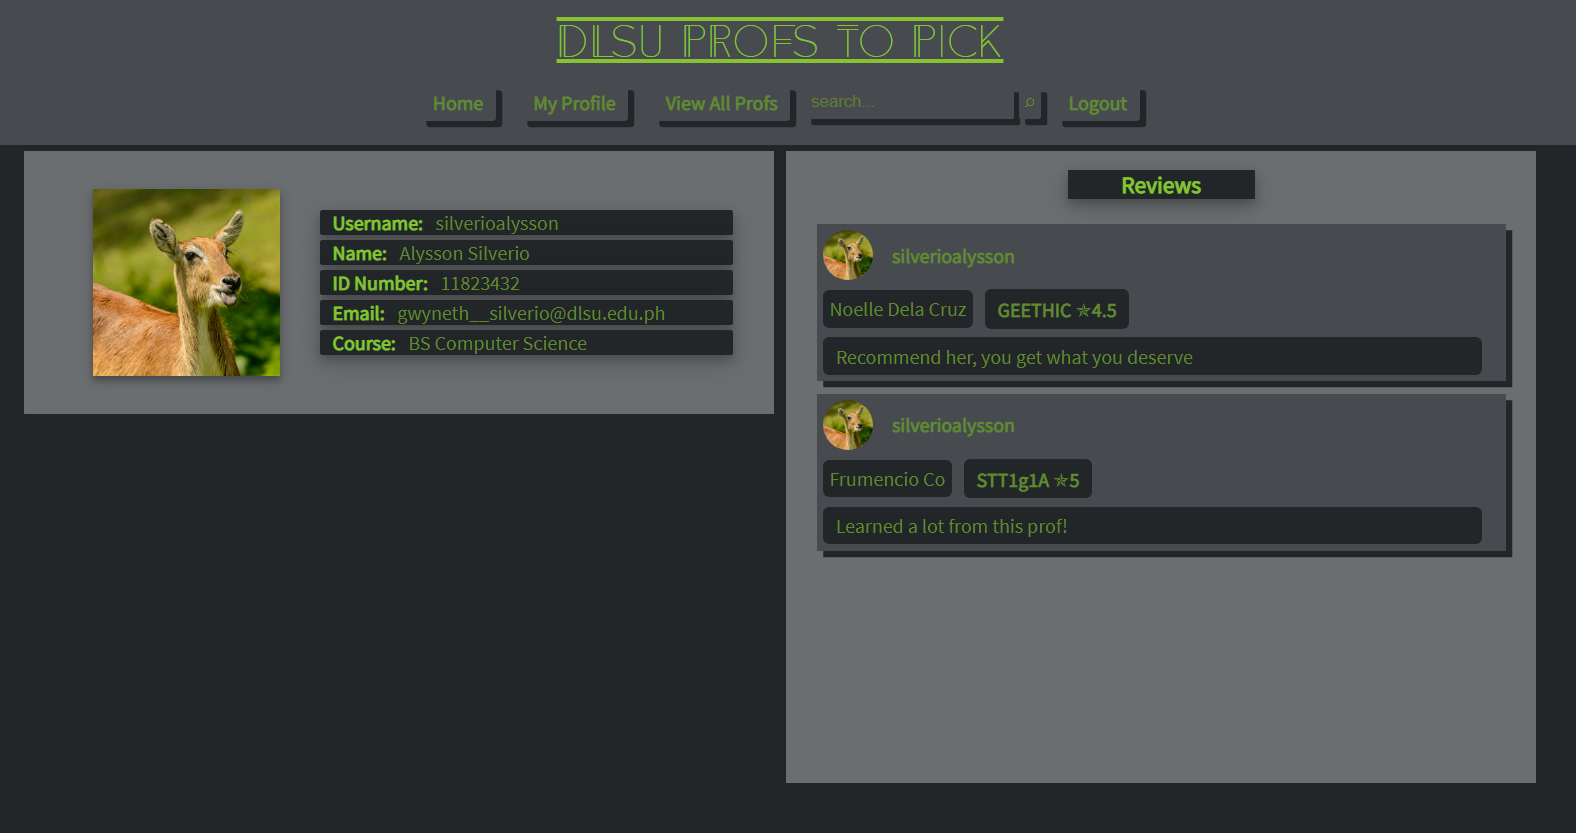 DLSU PROFS TO PICK
Home My Profile View All Profs search... Logout
Username: silverioalysson
Name: Alysson Silverio
ID Number: 11823432
Email: gwyneth__silverio@dlsu.edu.ph
Course: BS Computer Science
Reviews
silverioalysson
Noelle Dela Cruz GEETHIC ✯4.5
Recommend her, you get what you deserve
silverioalysson
Frumencio Co STT1g1A ✯5
Learned a lot from this prof!